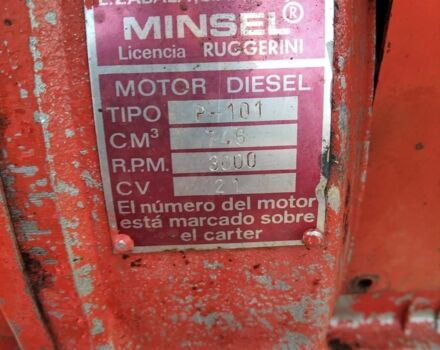 MINSEL®
Licencia RUGGERINI
MOTOR DIESEL
TIPO P-101
CM³ 746
R.P.M. 3000
CV 21
El número del motor
está marcado sobre
el carter